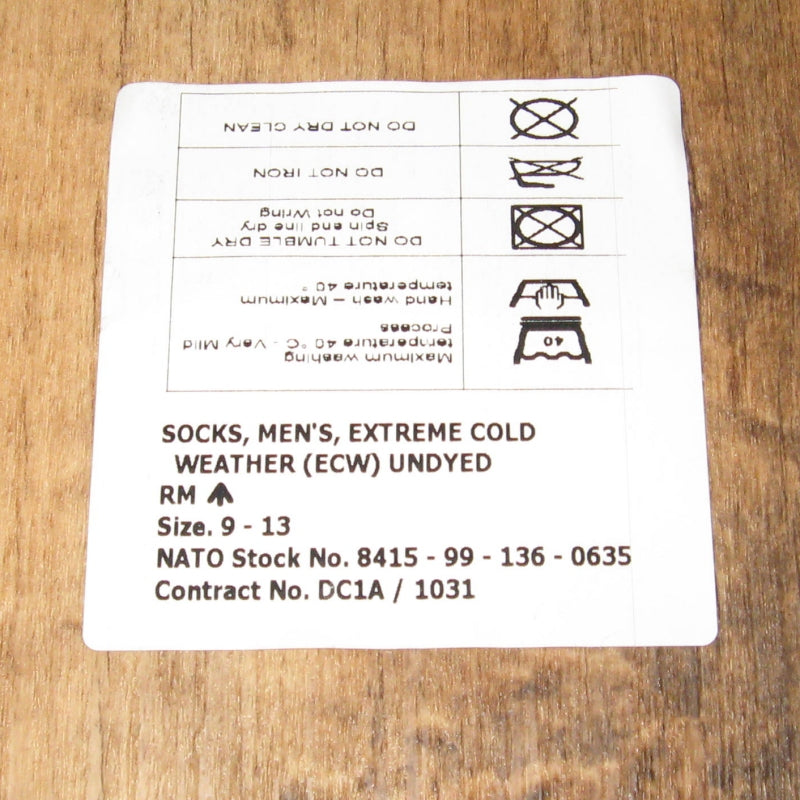 SOCKS, MEN'S, EXTREME COLD
WEATHER (ECW) UNDYED
RM
Size. 9 - 13
NATO Stock No. 8415 - 99 - 136 - 0635
Contract No. DC1A / 1031
40
Maximum washing
temperature 40 °C - Very Mild
Process
Hand wash – Maximum
temperature 40 °
DO NOT TUMBLE DRY
Spin and line dry
Do not Wring
DO NOT IRON
DO NOT DRY CLEAN